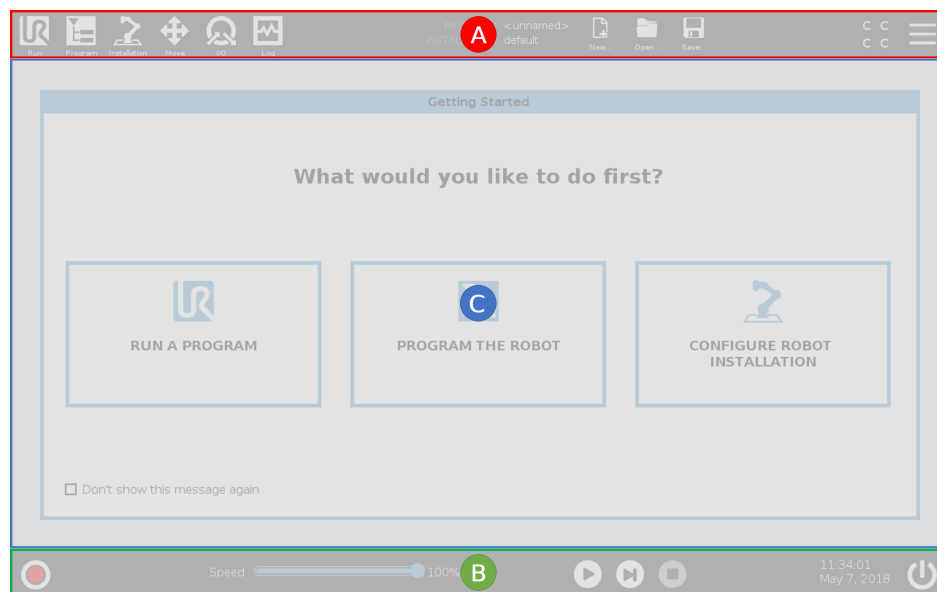 Run Program Installation Move I/O Log
<unnamed>
default
New... Open... Save...
C C
C C
A
Getting Started
What would you like to do first?
C
RUN A PROGRAM
PROGRAM THE ROBOT
CONFIGURE ROBOT
INSTALLATION
Don't show this message again
Speed 100%
B
11:34:01
May 7, 2018